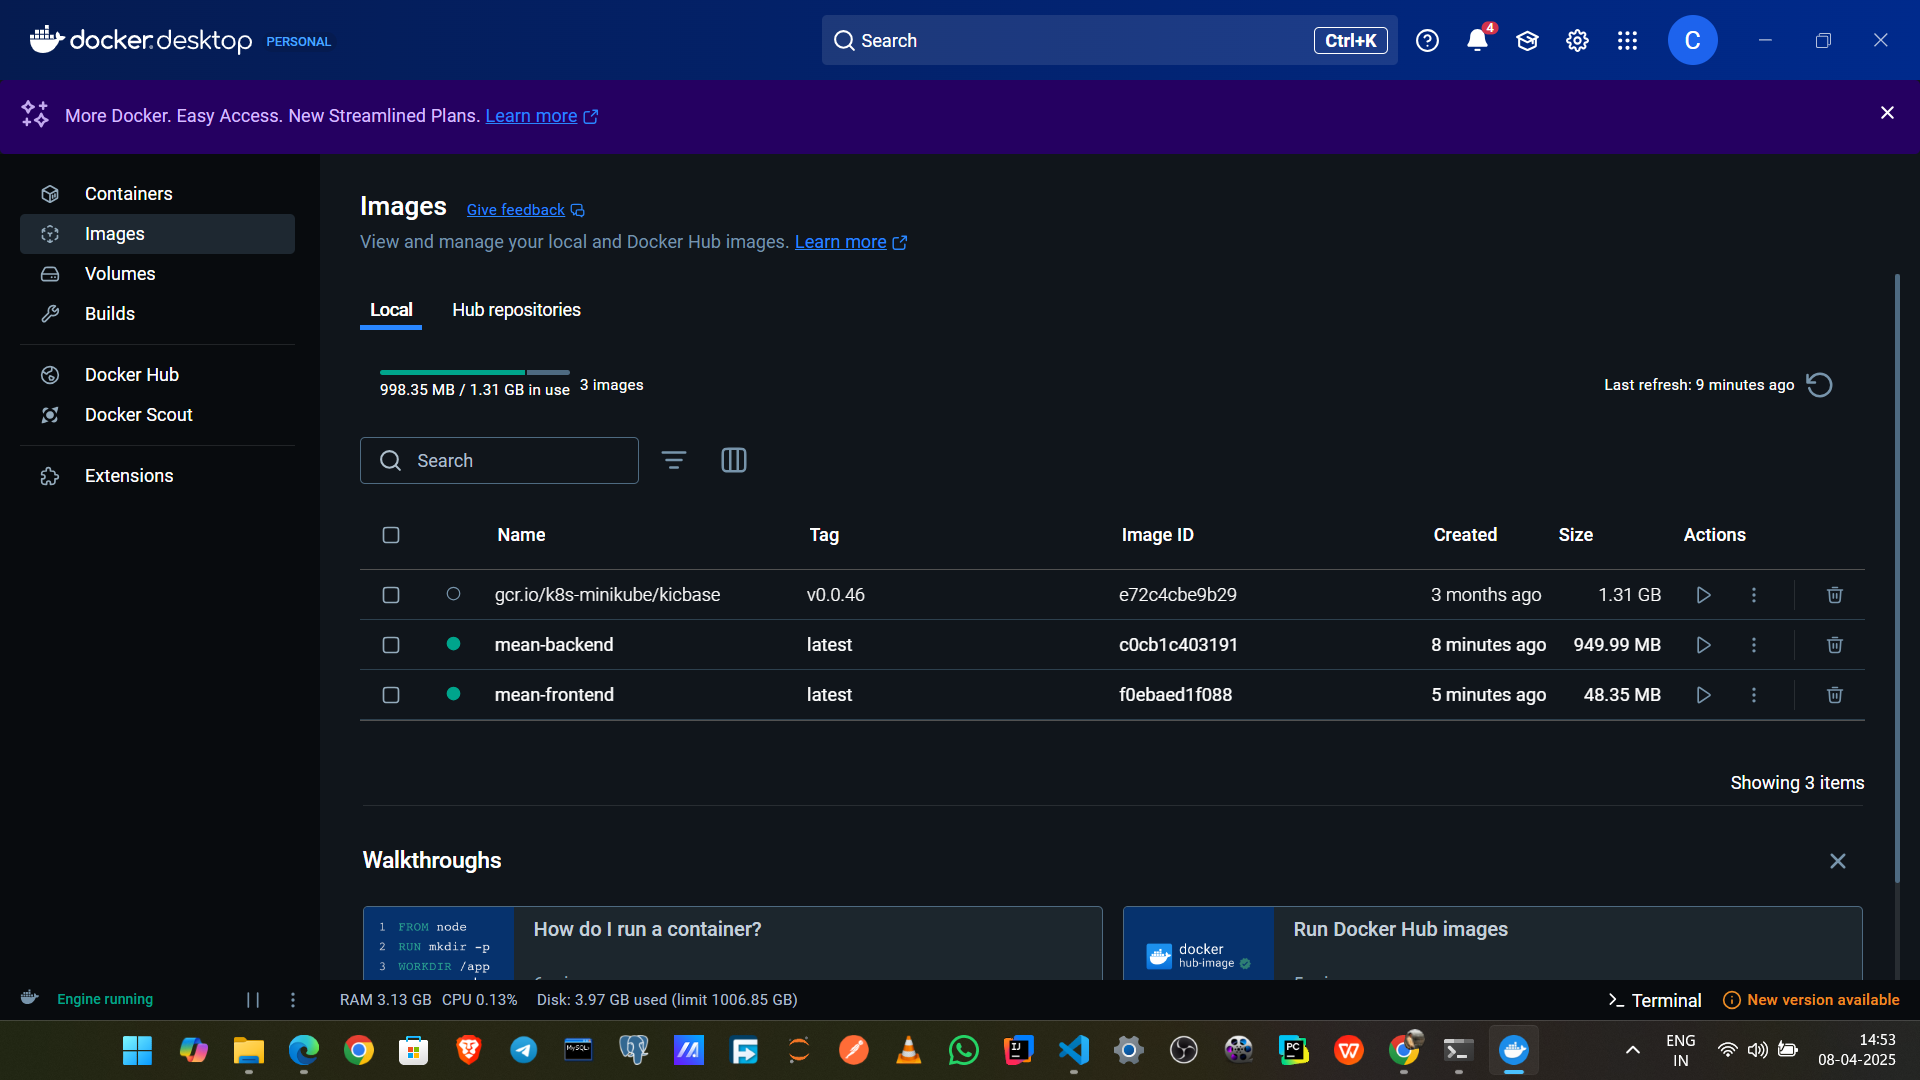 docker.desktop PERSONAL
Search Ctrl+K
4
C
More Docker. Easy Access. New Streamlined Plans. Learn more
Containers
Images
Volumes
Builds
Docker Hub
Docker Scout
Extensions
Images Give feedback
View and manage your local and Docker Hub images. Learn more
Local Hub repositories
998.35 MB / 1.31 GB in use 3 images
Last refresh: 9 minutes ago
Search
Name Tag Image ID Created Size Actions
gcr.io/k8s-minikube/kicbase v0.0.46 e72c4cbe9b29 3 months ago 1.31 GB
mean-backend latest c0cb1c403191 8 minutes ago 949.99 MB
mean-frontend latest f0ebaed1f088 5 minutes ago 48.35 MB
Showing 3 items
Walkthroughs
1 FROM node
2 RUN mkdir -p
3 WORKDIR /app
How do I run a container?
docker
hub-image
Run Docker Hub images
Engine running
RAM 3.13 GB CPU 0.13% Disk: 3.97 GB used (limit 1006.85 GB)
Terminal
New version available
MySQL
IJ
PC
ENG
IN
14:53
08-04-2025